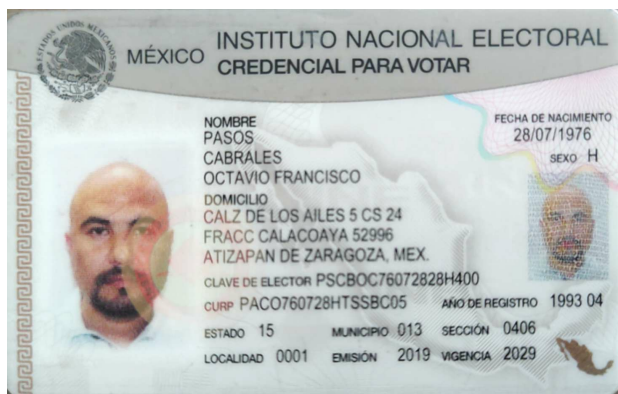 ESTADOS UNIDOS MEXICANOS
MÉXICO
INSTITUTO NACIONAL ELECTORAL
CREDENCIAL PARA VOTAR
NOMBRE
PASOS
CABRALES
OCTAVIO FRANCISCO
FECHA DE NACIMIENTO
28/07/1976
SEXO H
DOMICILIO
CALZ DE LOS AILES 5 CS 24
FRACC CALACOAYA 52996
ATIZAPAN DE ZARAGOZA, MEX.
CLAVE DE ELECTOR PSCBOC76072828H400
CURP PACO760728HTSSBC05 AÑO DE REGISTRO 1993 04
ESTADO 15 MUNICIPIO 013 SECCIÓN 0406
LOCALIDAD 0001 EMISIÓN 2019 VIGENCIA 2029